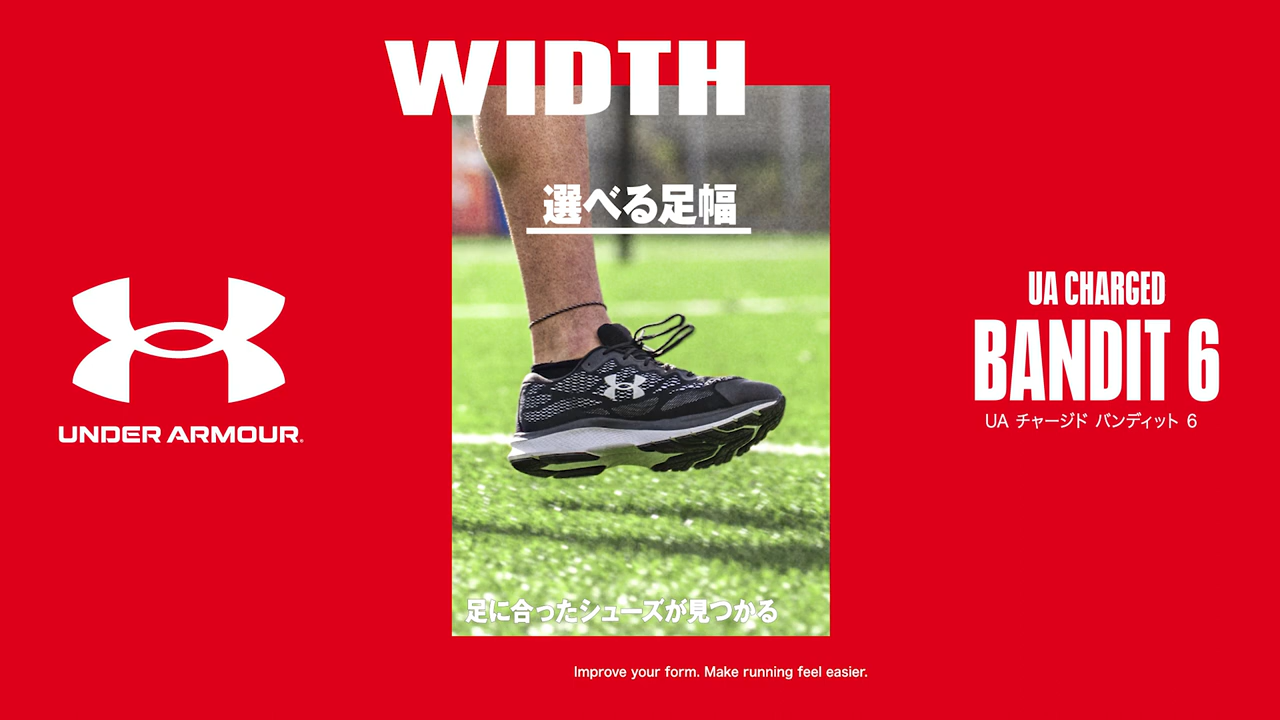 WIDTH
選べる足幅
UNDER ARMOUR®
UA CHARGED
BANDIT 6
UA チャージド バンディット 6
足に合ったシューズが見つかる
Improve your form. Make running feel easier.